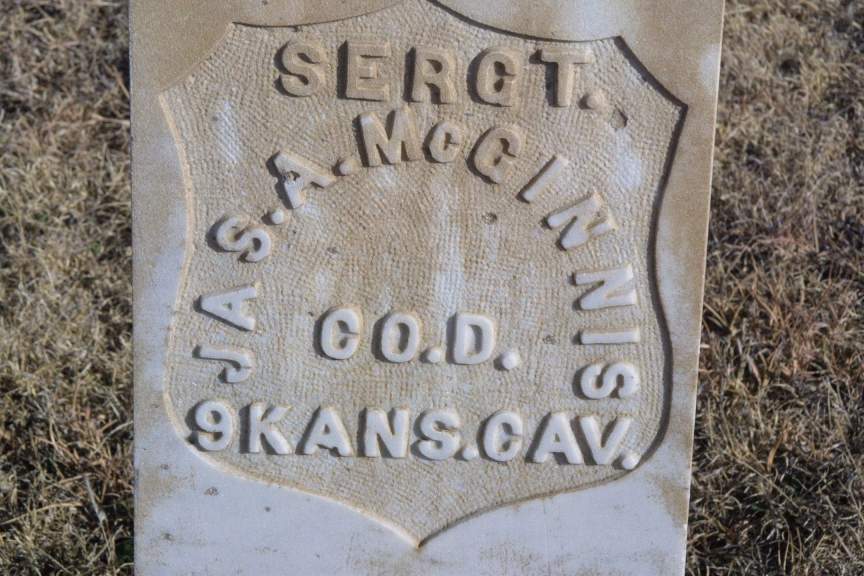 SERGT.
JAS. A. McGINNIS
CO. D.
9 KANS. CAV.